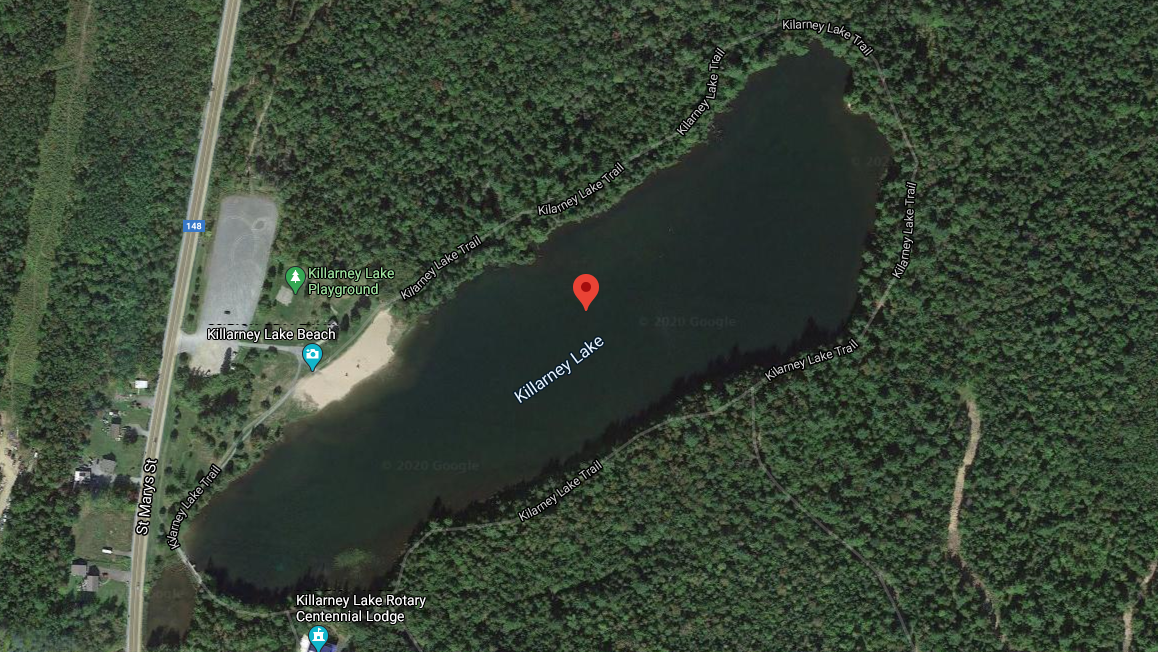 Kilarney Lake Trail
Kilarney Lake Trail
Kilarney Lake Trail
Kilarney Lake Trail
148
Kilarney Lake Trail
Killarney Lake
Playground
© 2020 Google
Killarney Lake Beach
Killarney Lake
Kilarney Lake Trail
© 2020 Google
Kilarney Lake Trail
Kilarney Lake Trail
St Marys St
Killarney Lake Rotary
Centennial Lodge